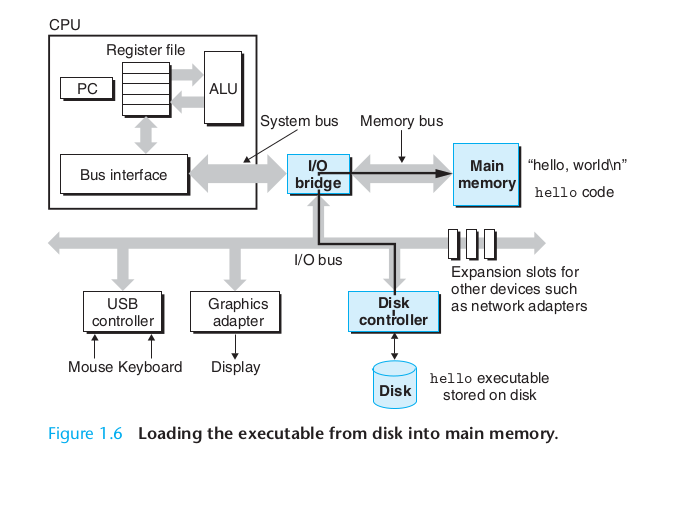 CPU
Register file
PC
ALU
System bus
Memory bus
Bus interface
I/O
bridge
Main
memory
“hello, world\n”
hello code
I/O bus
Expansion slots for
other devices such
as network adapters
USB
controller
Graphics
adapter
Disk
controller
Mouse Keyboard
Display
Disk
hello executable
stored on disk
Figure 1.6 Loading the executable from disk into main memory.